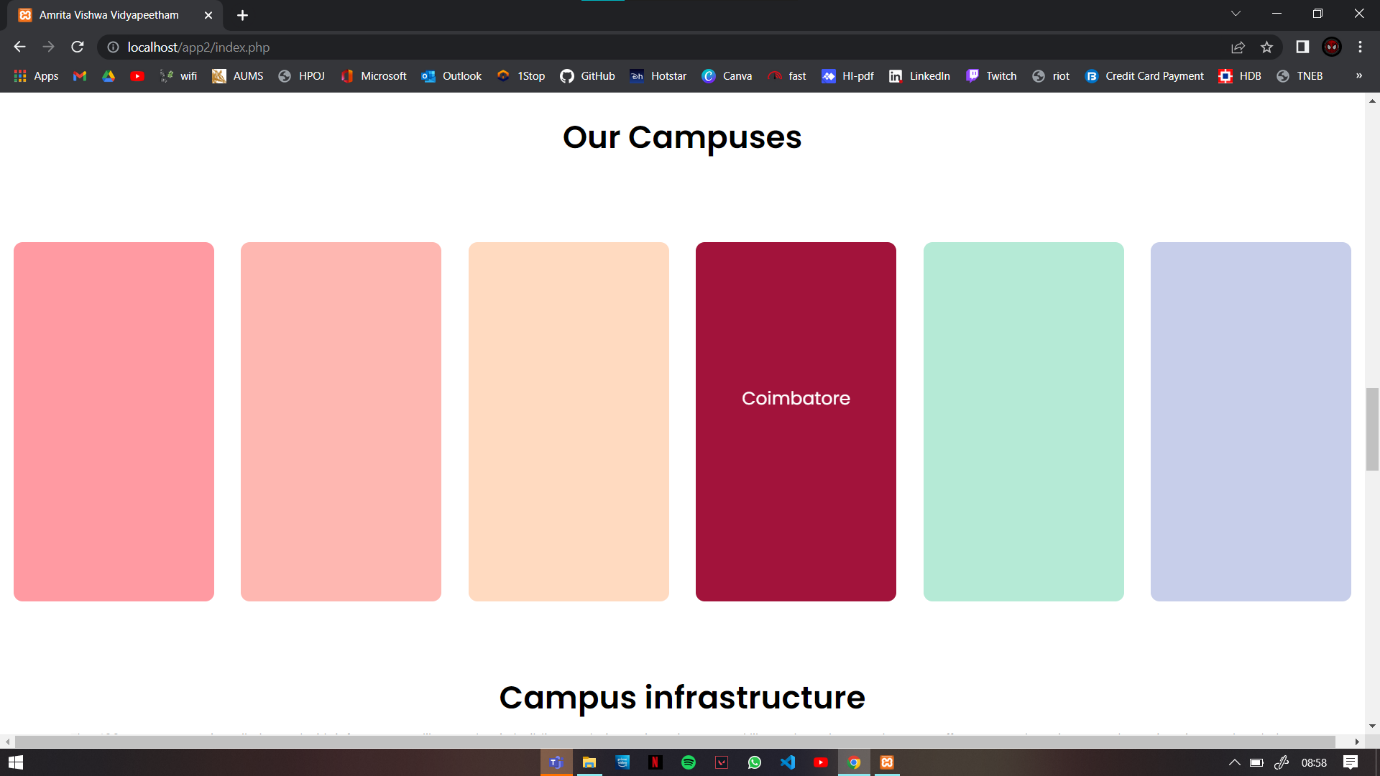 Amrita Vishwa Vidyapeetham
localhost/app2/index.php
Apps wifi AUMS HPOJ Microsoft Outlook 1Stop GitHub Hotstar Canva fast HI-pdf LinkedIn Twitch riot Credit Card Payment HDB TNEB »
Our Campuses
Coimbatore
Campus infrastructure
08:58